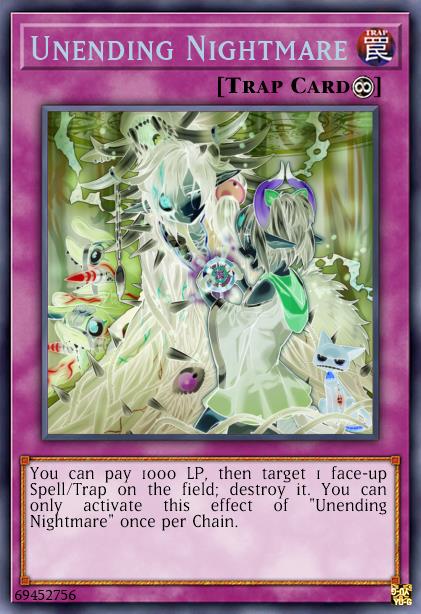 Unending Nightmare
TRAP
罠
[Trap Card]
You can pay 1000 LP, then target 1 face-up
Spell/Trap on the field; destroy it. You can
only activate this effect of "Unending
Nightmare" once per Chain.
69452756